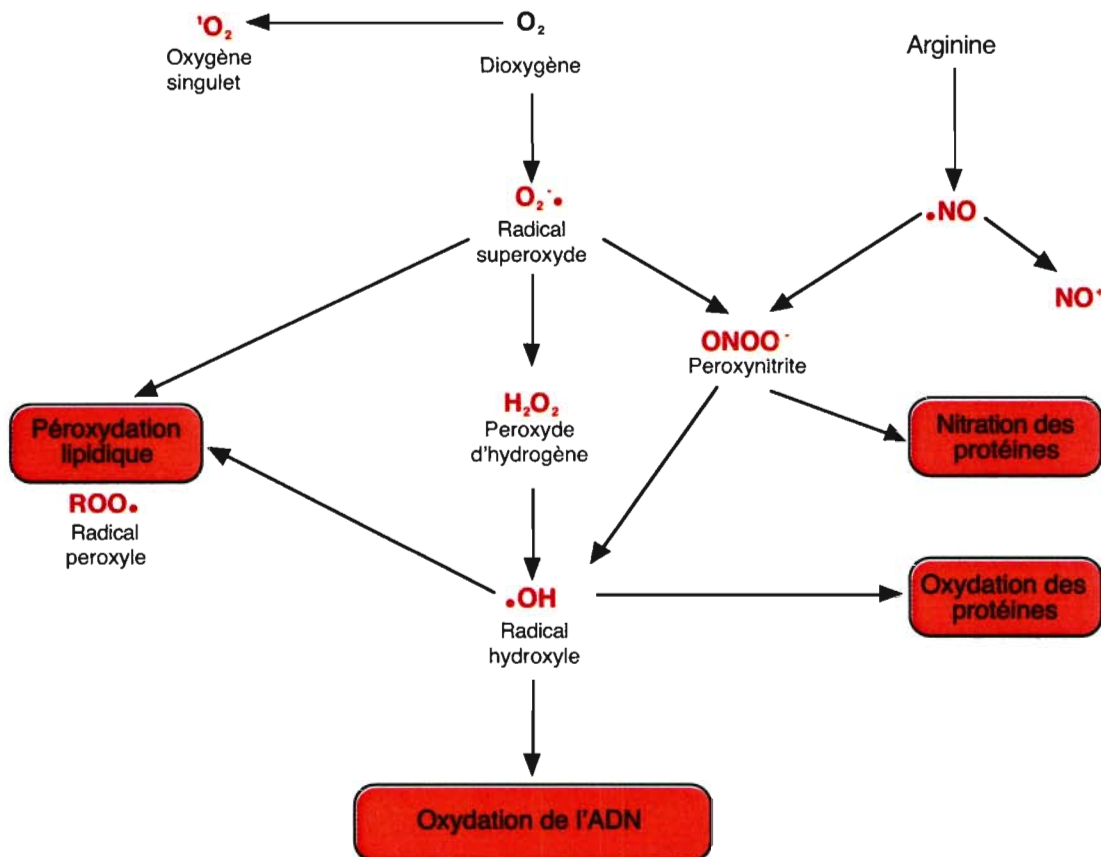 ¹O₂
Oxygène
singulet
O₂
Dioxygène
Arginine
O₂⁻•
Radical
superoxyde
•NO
NO⁺
ONOO⁻
Peroxynitrite
H₂O₂
Peroxyde
d'hydrogène
Péroxydation
lipidique
ROO•
Radical
peroxyle
Nitration des
protéines
•OH
Radical
hydroxyle
Oxydation des
protéines
Oxydation de l'ADN